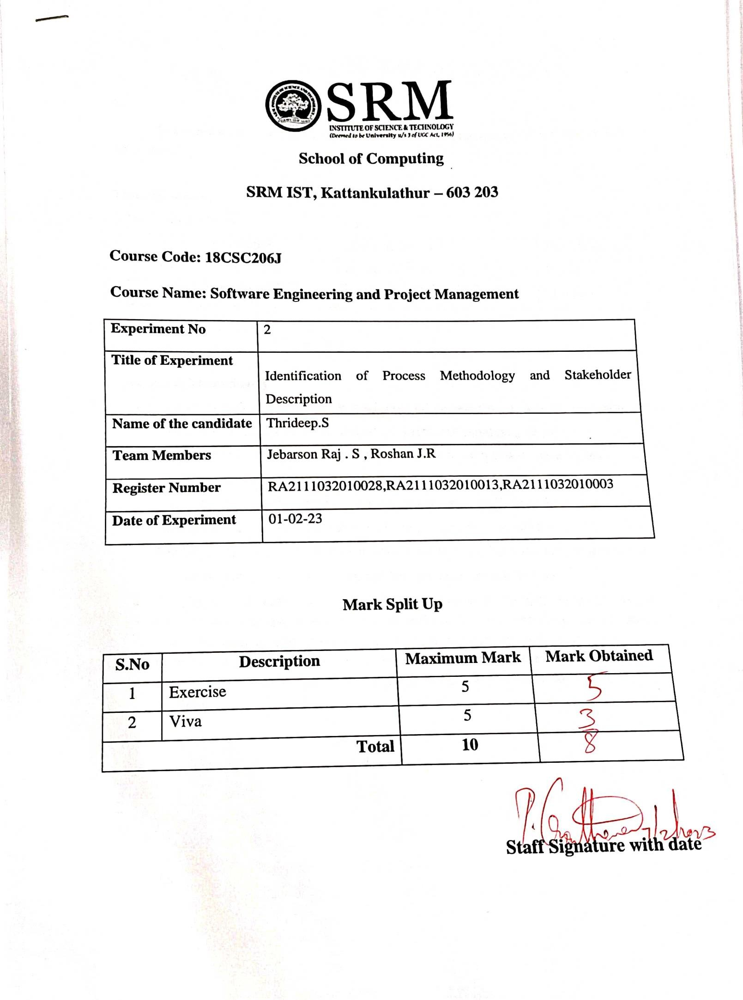 SRM
INSTITUTE OF SCIENCE & TECHNOLOGY
(Deemed to be University u/s 3 of UGC Act, 1956)
School of Computing
SRM IST, Kattankulathur – 603 203
Course Code: 18CSC206J
Course Name: Software Engineering and Project Management
Experiment No 2
Title of Experiment
Identification of Process Methodology and Stakeholder
Description
Name of the candidate Thrideep.S
Team Members Jebarson Raj . S , Roshan J.R
Register Number RA2111032010028,RA2111032010013,RA2111032010003
Date of Experiment 01-02-23
Mark Split Up
S.No Description Maximum Mark Mark Obtained
1 Exercise 5 5
2 Viva 5 3
Total 10 8
Staff Signature with date